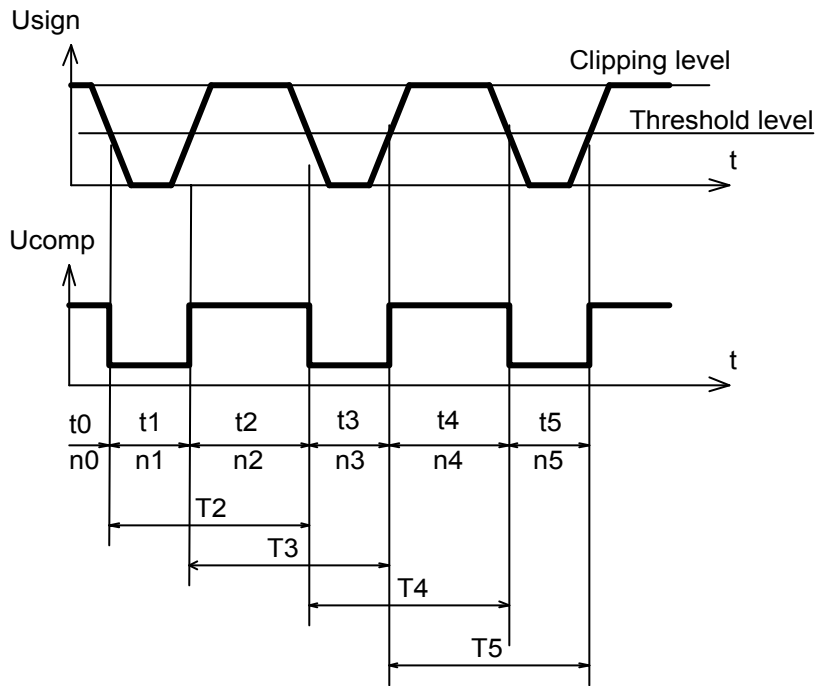 Usign
Clipping level
Threshold level
t
Ucomp
t
t0 t1 t2 t3 t4 t5
n0 n1 n2 n3 n4 n5
T2
T3
T4
T5